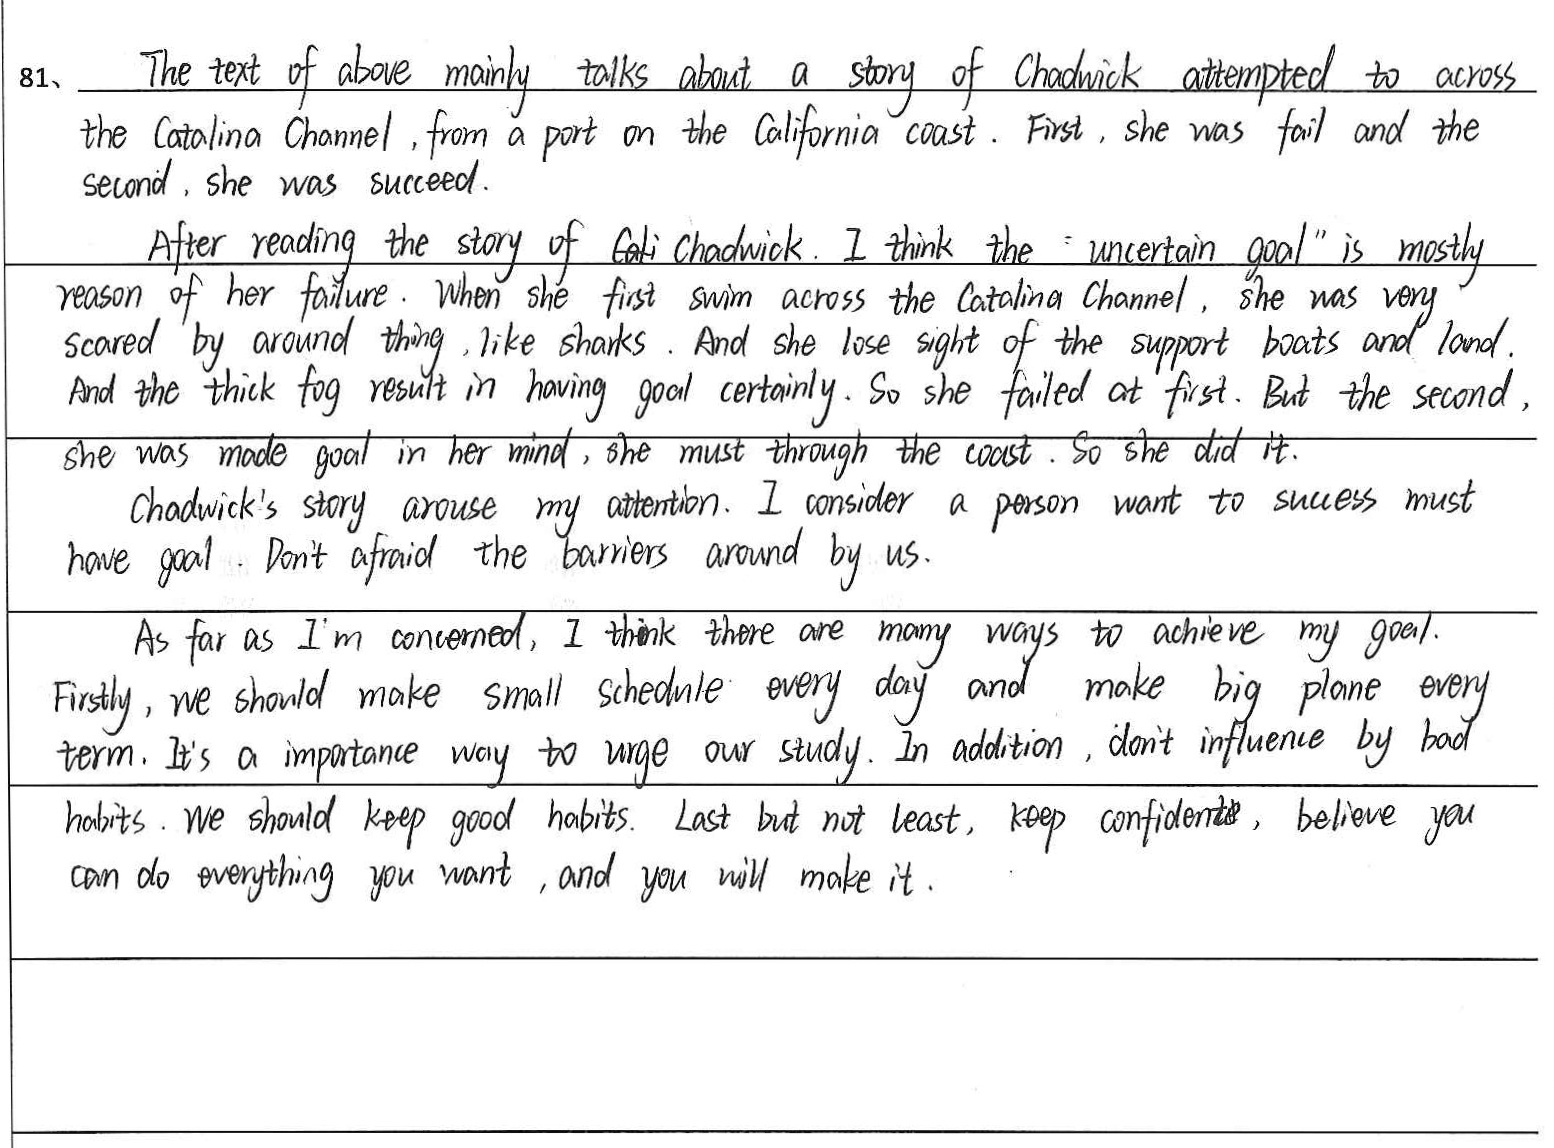 81、 The text of above mainly talks about a story of Chadwick attempted to across
the Catalina Channel, from a port on the California coast. First, she was fail and the
second, she was succeed.
After reading the story of Chadwick. I think the "uncertain goal" is mostly
reason of her failure. When she first swim across the Catalina Channel, she was very
scared by around thing, like sharks. And she lose sight of the support boats and land.
And the thick fog result in having goal certainly. So she failed at first. But the second,
she was made goal in her mind, she must through the coast. So she did it.
Chadwick's story arouse my attention. I consider a person want to success must
have goal. Don't afraid the barriers around by us.
As far as I'm concerned, I think there are many ways to achieve my goal.
Firstly, we should make small schedule every day and make big plane every
term. It's a importance way to urge our study. In addition, don't influence by bad
habits. We should keep good habits. Last but not least, keep confident, believe you
can do everything you want, and you will make it.